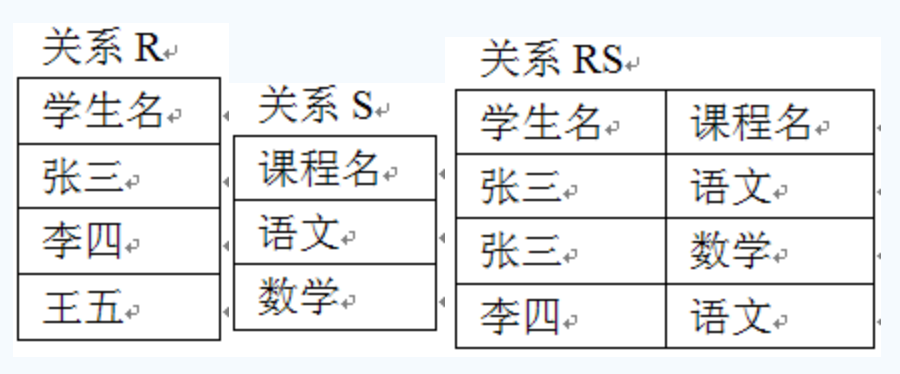 关系 R
学生名
张三
李四
王五
关系 S
课程名
语文
数学
关系 RS
学生名 课程名
张三 语文
张三 数学
李四 语文